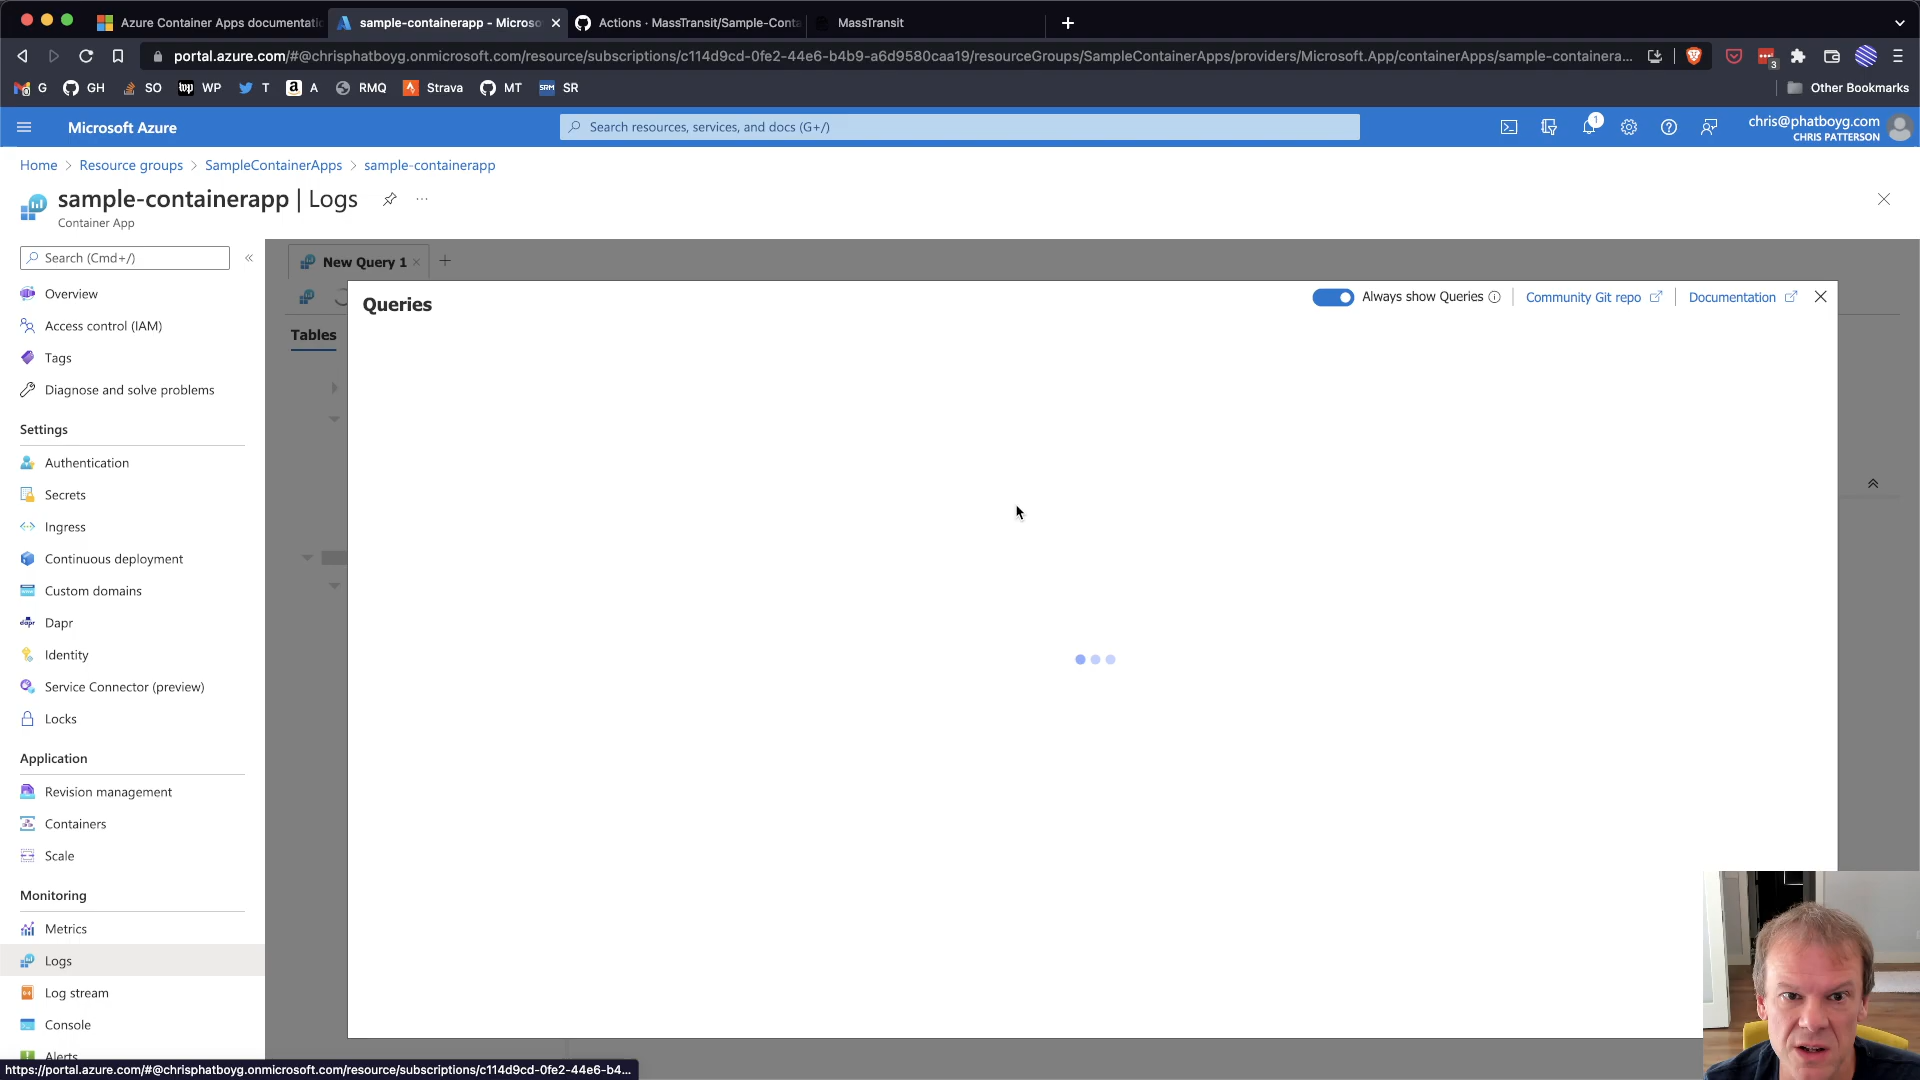 Azure Container Apps documentati
sample-containerapp - Microso
Actions · MassTransit/Sample-Conta
MassTransit
portal.azure.com/#@chrisphatboyg.onmicrosoft.com/resource/subscriptions/c114d9cd-0fe2-44e6-b4b9-a6d9580caa19/resourceGroups/SampleContainerApps/providers/Microsoft.App/containerApps/sample-containera...
3
G
GH
SO
WP
T
A
RMQ
Strava
MT
SR
Other Bookmarks
Microsoft Azure
Search resources, services, and docs (G+/)
1
chris@phatboyg.com
CHRIS PATTERSON
Home > Resource groups > SampleContainerApps > sample-containerapp
sample-containerapp | Logs
Container App
Search (Cmd+/)
Overview
Access control (IAM)
Tags
Diagnose and solve problems
Settings
Authentication
Secrets
Ingress
Continuous deployment
Custom domains
Dapr
Identity
Service Connector (preview)
Locks
Application
Revision management
Containers
Scale
Monitoring
Metrics
Logs
Log stream
Console
Alerts
New Query 1
Tables
Queries
Always show Queries
Community Git repo
Documentation
https://portal.azure.com/#@chrisphatboyg.onmicrosoft.com/resource/subscriptions/c114d9cd-0fe2-44e6-b4...